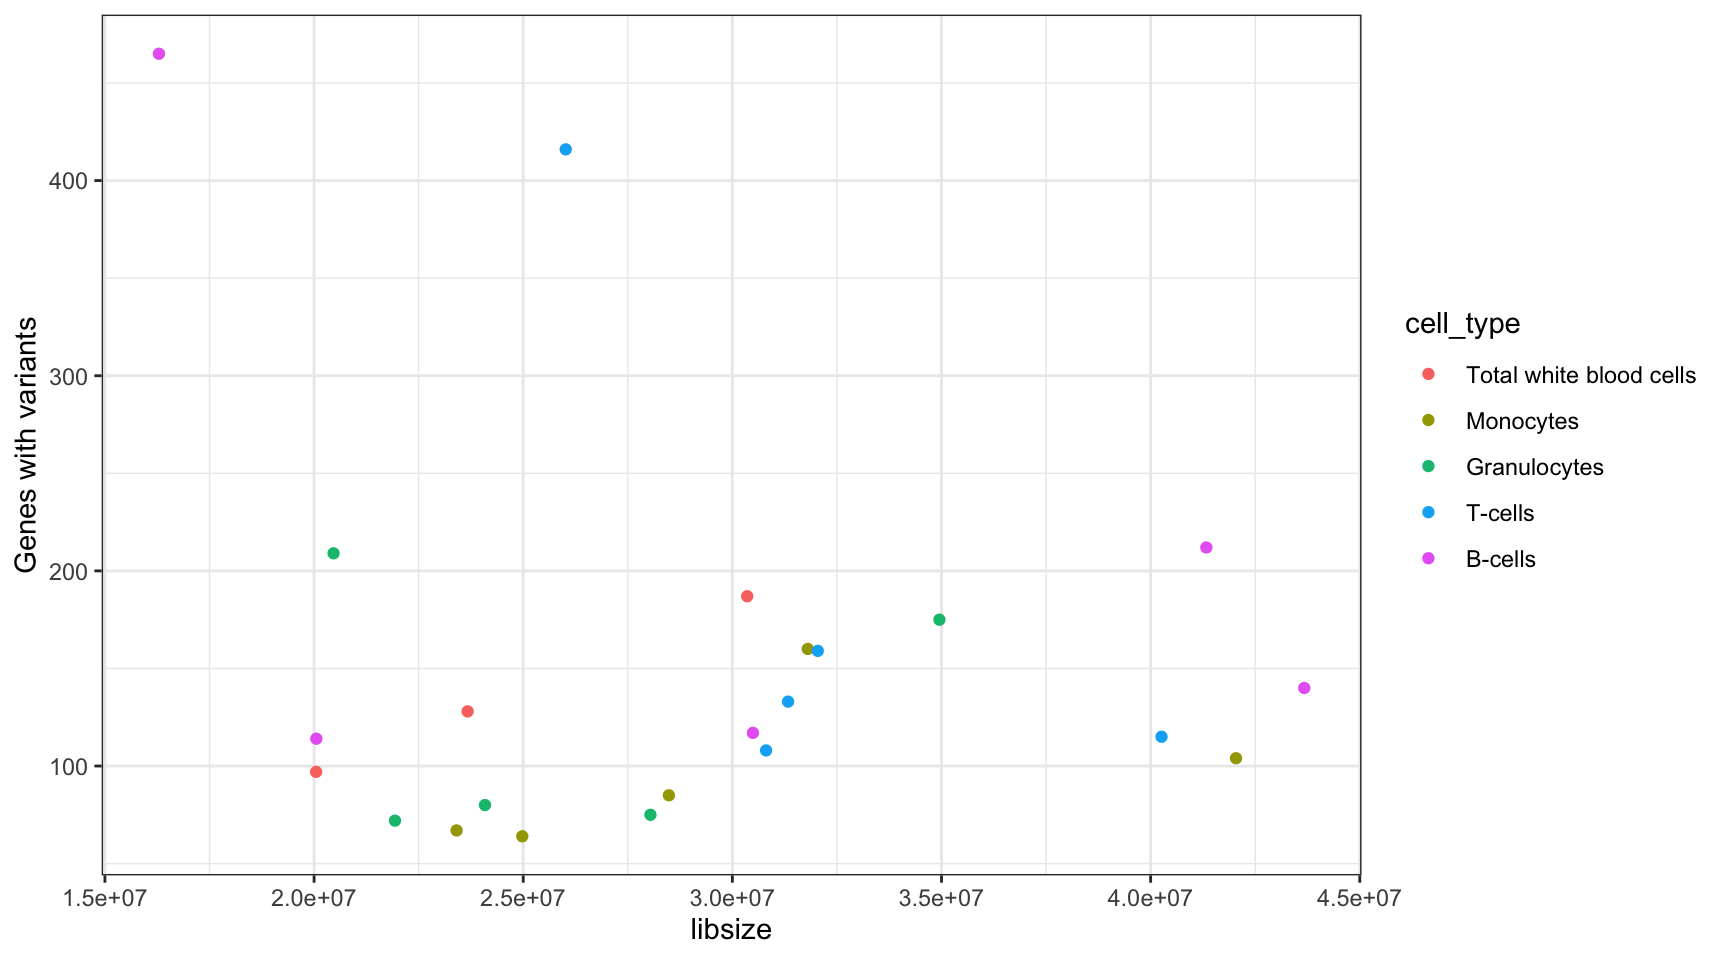 Genes with variants
400
300
200
100
1.5e+07
2.0e+07
2.5e+07
3.0e+07
3.5e+07
4.0e+07
4.5e+07
libsize
cell_type
Total white blood cells
Monocytes
Granulocytes
T-cells
B-cells